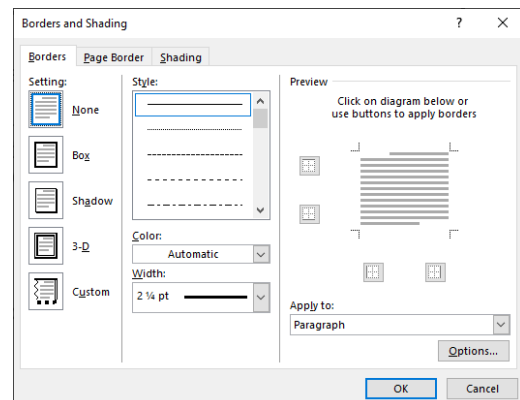 Borders and Shading
?
Borders
Page Border
Shading
Setting:
None
Box
Shadow
3-D
Custom
Style:
Color:
Automatic
Width:
2 ¼ pt
Preview
Click on diagram below or
use buttons to apply borders
Apply to:
Paragraph
Options...
OK
Cancel